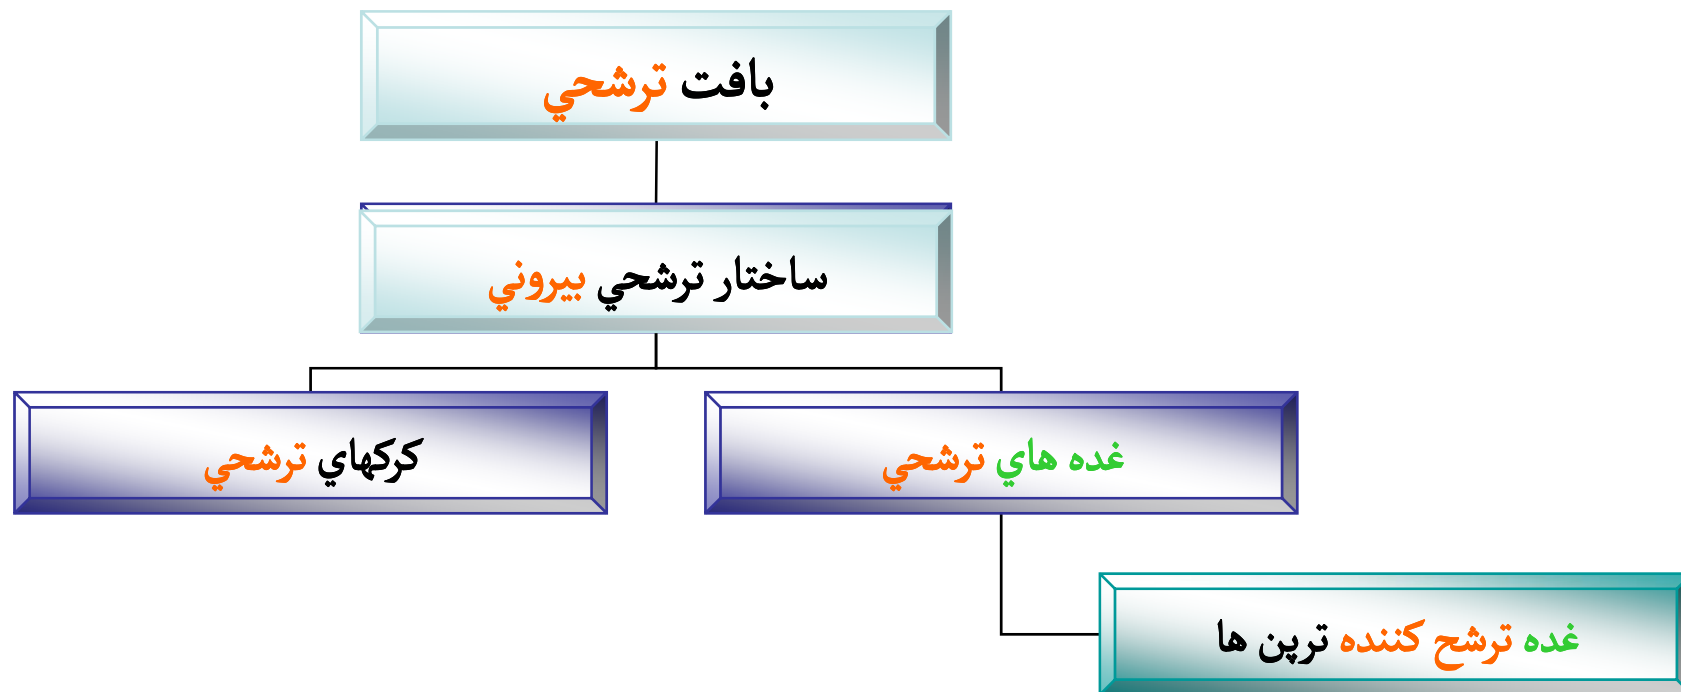 بافت ترشحي
ساختار ترشحي بيروني
غده هاي ترشحي
كركهاي ترشحي
غده ترشح كننده ترپن ها